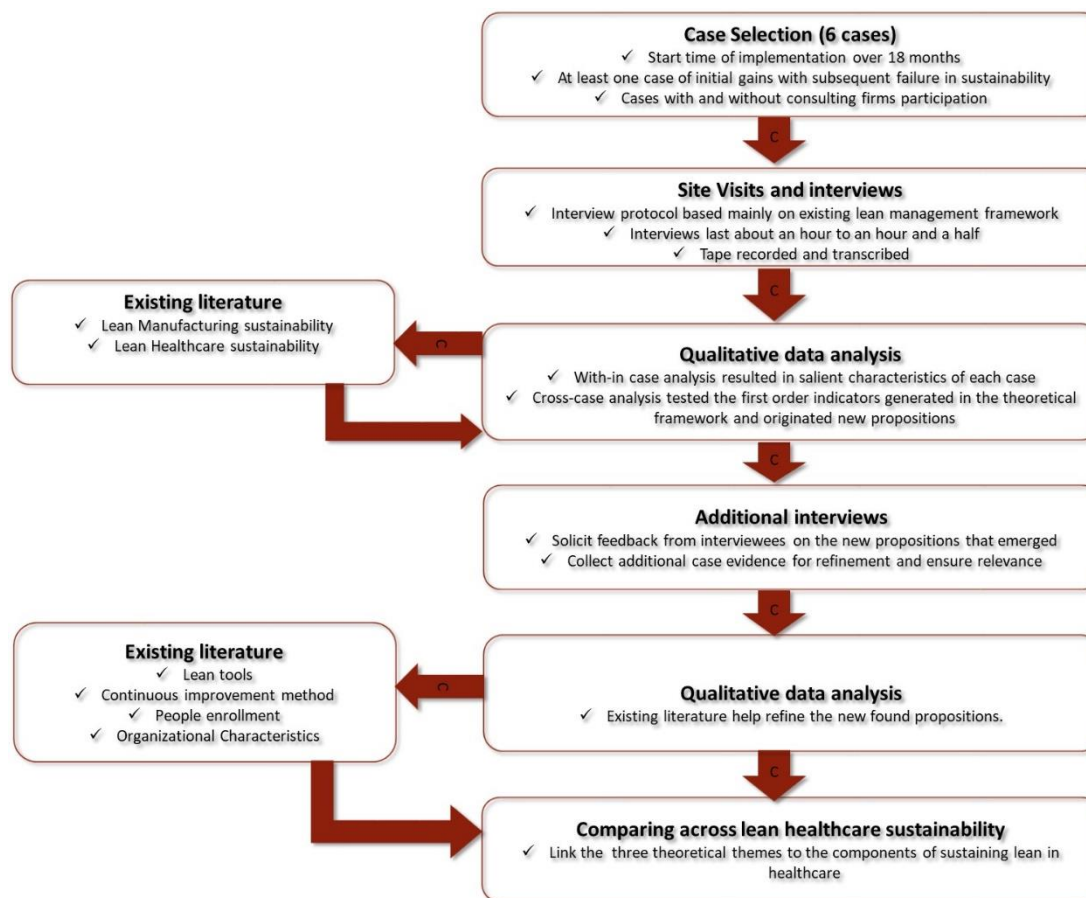 Case Selection (6 cases)
✓ Start time of implementation over 18 months
✓ At least one case of initial gains with subsequent failure in sustainability
✓ Cases with and without consulting firms participation
C
Site Visits and interviews
✓ Interview protocol based mainly on existing lean management framework
✓ Interviews last about an hour to an hour and a half
✓ Tape recorded and transcribed
C
Existing literature
✓ Lean Manufacturing sustainability
✓ Lean Healthcare sustainability
C
Qualitative data analysis
✓ With-in case analysis resulted in salient characteristics of each case
✓ Cross-case analysis tested the first order indicators generated in the theoretical
framework and originated new propositions
C
Additional interviews
✓ Solicit feedback from interviewees on the new propositions that emerged
✓ Collect additional case evidence for refinement and ensure relevance
C
Existing literature
✓ Lean tools
✓ Continuous improvement method
✓ People enrollment
✓ Organizational Characteristics
C
Qualitative data analysis
✓ Existing literature help refine the new found propositions.
C
Comparing across lean healthcare sustainability
✓ Link the three theoretical themes to the components of sustaining lean in
healthcare